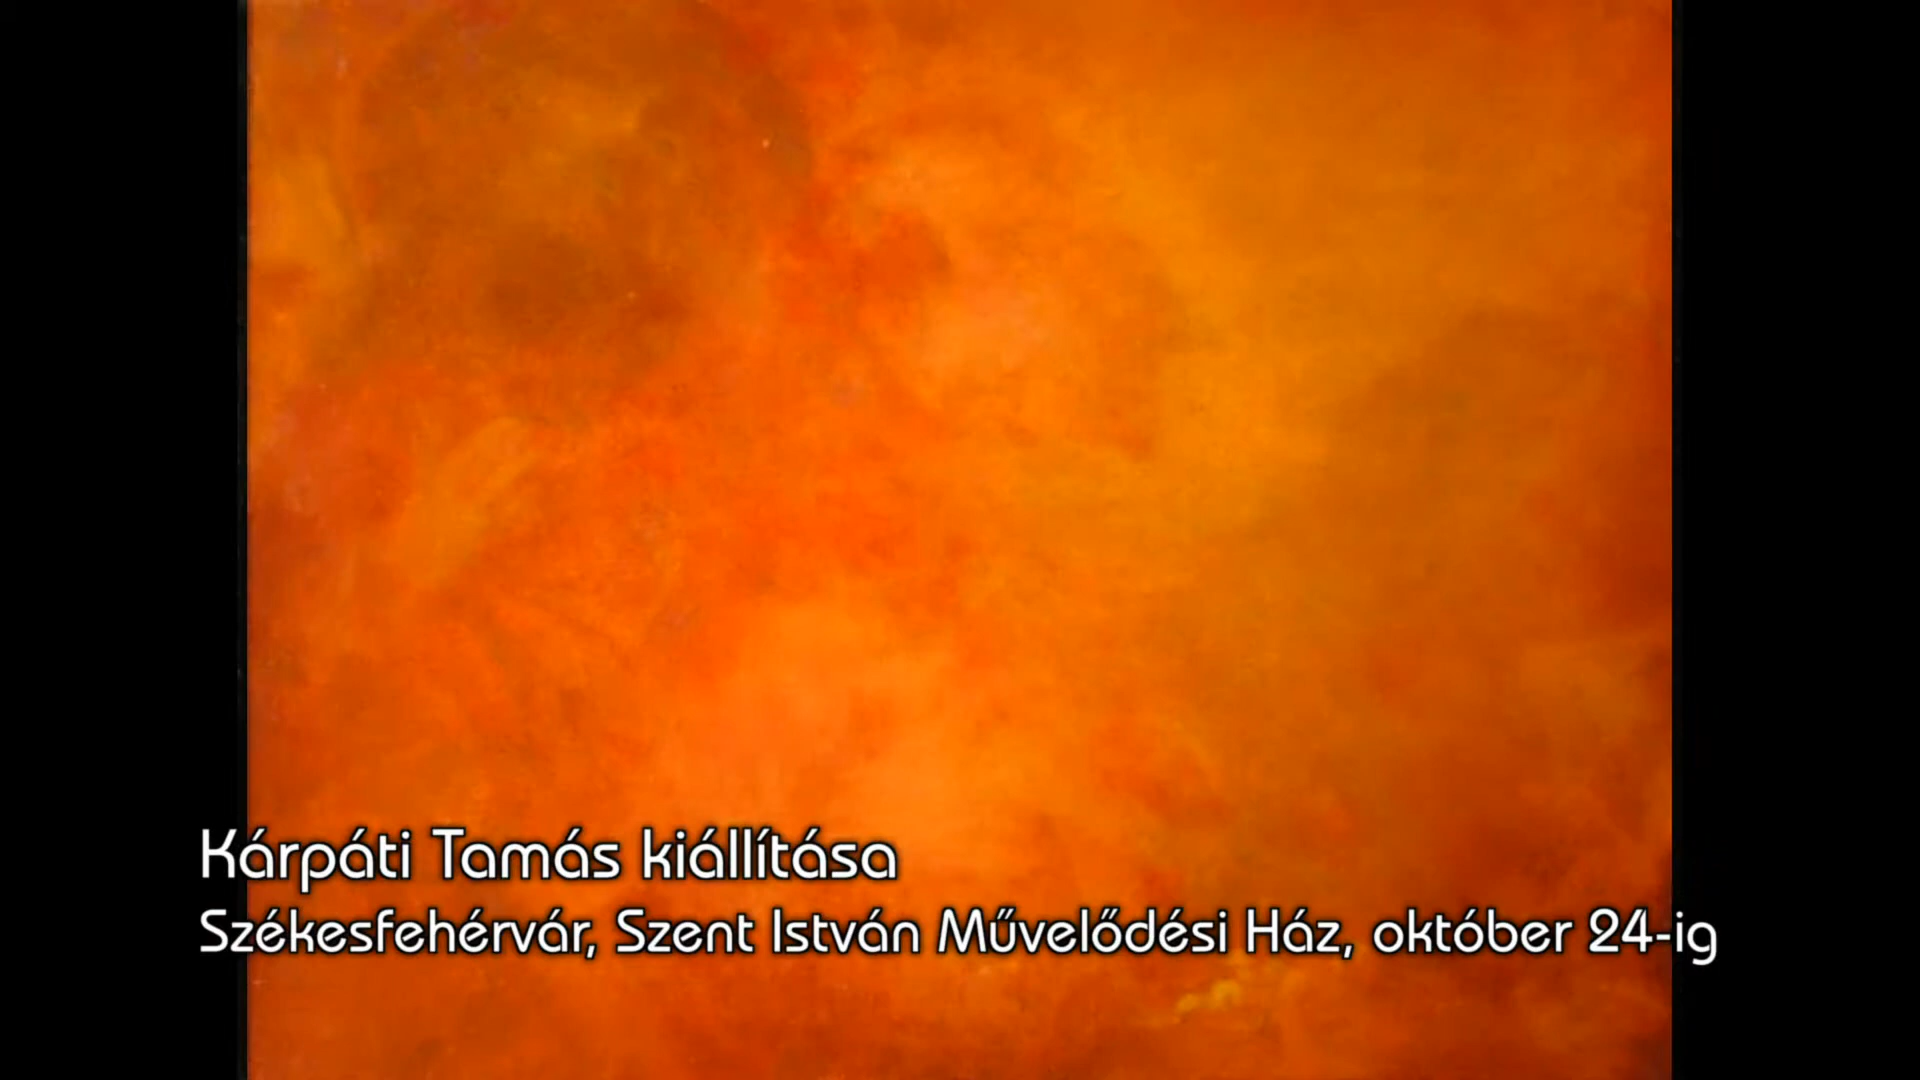 Kárpáti Tamás kiállítása
Székesfehérvár, Szent István Művelődési Ház, október 24-ig